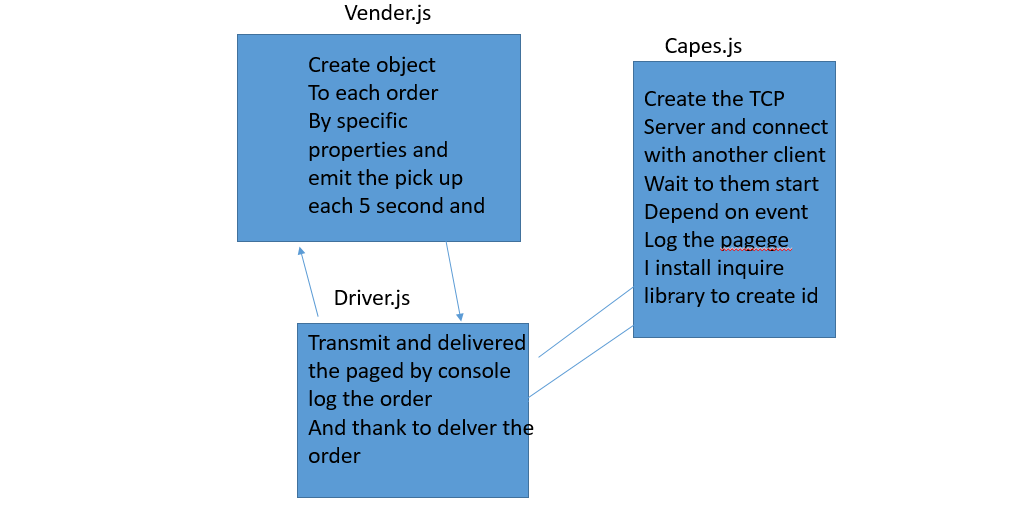 Vender.js
Create object
To each order
By specific
properties and
emit the pick up
each 5 second and
Capes.js
Create the TCP
Server and connect
with another client
Wait to them start
Depend on event
Log the pagege
I install inquire
library to create id
Driver.js
Transmit and delivered
the paged by console
log the order
And thank to delver the
order